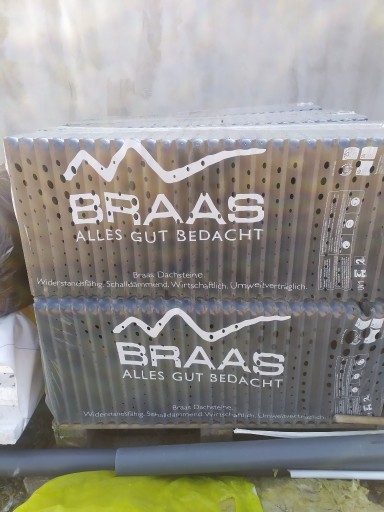 BRAAS
ALLES GUT BEDACHT
Braas Dachsteine.
Widerstandsfähig. Schalldämmend. Wirtschaftlich. Umweltverträglich.
BRAAS
ALLES GUT BEDACHT
Braas Dachsteine.
Widerstandsfähig. Schalldämmend. Wirtschaftlich. Umweltverträglich.